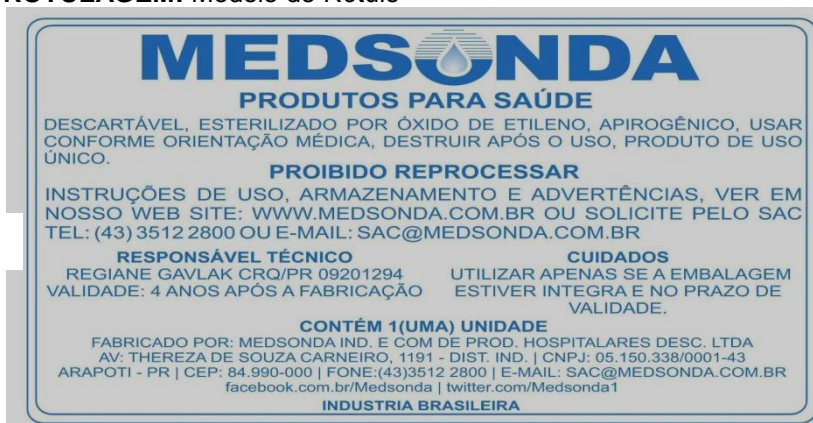 ROTULAGEM: Modelo de Rótulo
MEDSONDA
PRODUTOS PARA SAÚDE
DESCARTÁVEL, ESTERILIZADO POR ÓXIDO DE ETILENO, APIROGÊNICO, USAR
CONFORME ORIENTAÇÃO MÉDICA, DESTRUIR APÓS O USO, PRODUTO DE USO
ÚNICO.
PROIBIDO REPROCESSAR
INSTRUÇÕES DE USO, ARMAZENAMENTO E ADVERTÊNCIAS, VER EM
NOSSO WEB SITE: WWW.MEDSONDA.COM.BR OU SOLICITE PELO SAC
TEL: (43) 3512 2800 OU E-MAIL: SAC@MEDSONDA.COM.BR
RESPONSÁVEL TÉCNICO
REGIANE GAVLAK CRQ/PR 09201294
VALIDADE: 4 ANOS APÓS A FABRICAÇÃO
CUIDADOS
UTILIZAR APENAS SE A EMBALAGEM
ESTIVER INTEGRA E NO PRAZO DE
VALIDADE.
CONTÉM 1(UMA) UNIDADE
FABRICADO POR: MEDSONDA IND. E COM DE PROD. HOSPITALARES DESC. LTDA
AV: THEREZA DE SOUZA CARNEIRO, 1191 - DIST. IND. | CNPJ: 05.150.338/0001-43
ARAPOTI - PR | CEP: 84.990-000 | FONE:(43)3512 2800 | E-MAIL: SAC@MEDSONDA.COM.BR
facebook.com.br/Medsonda | twitter.com/Medsonda1
INDUSTRIA BRASILEIRA